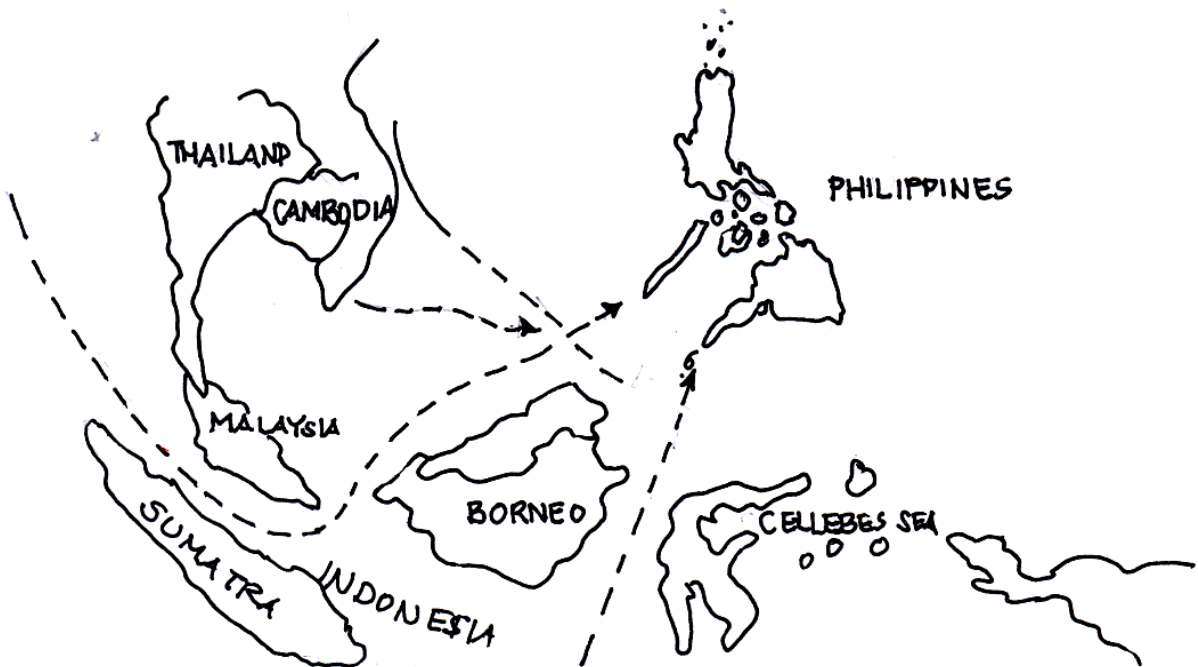 THAILAND
PHILIPPINES
CAMBODIA
MALAYSIA
BORNEO
CELLEBES SEA
SUMATRA
INDONESIA